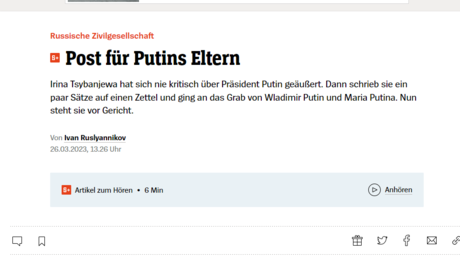 Russische Zivilgesellschaft
S+ Post für Putins Eltern
Irina Tsybanjewa hat sich nie kritisch über Präsident Putin geäußert. Dann schrieb sie ein
paar Sätze auf einen Zettel und ging an das Grab von Wladimir Putin und Maria Putina. Nun
steht sie vor Gericht.
Von Ivan Ruslyannikov
26.03.2023, 13.26 Uhr
S+ Artikel zum Hören • 6 Min
Anhören